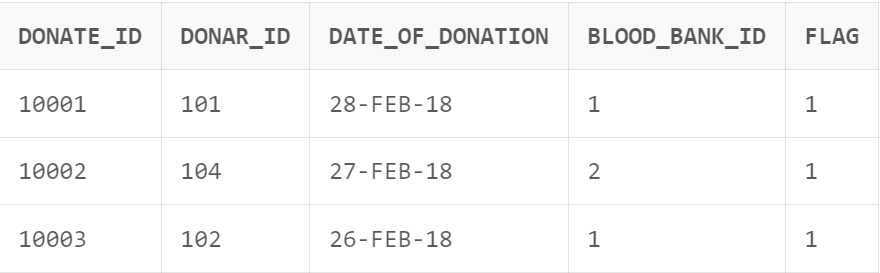 DONATE_ID DONAR_ID DATE_OF_DONATION BLOOD_BANK_ID FLAG
10001 101 28-FEB-18 1 1
10002 104 27-FEB-18 2 1
10003 102 26-FEB-18 1 1